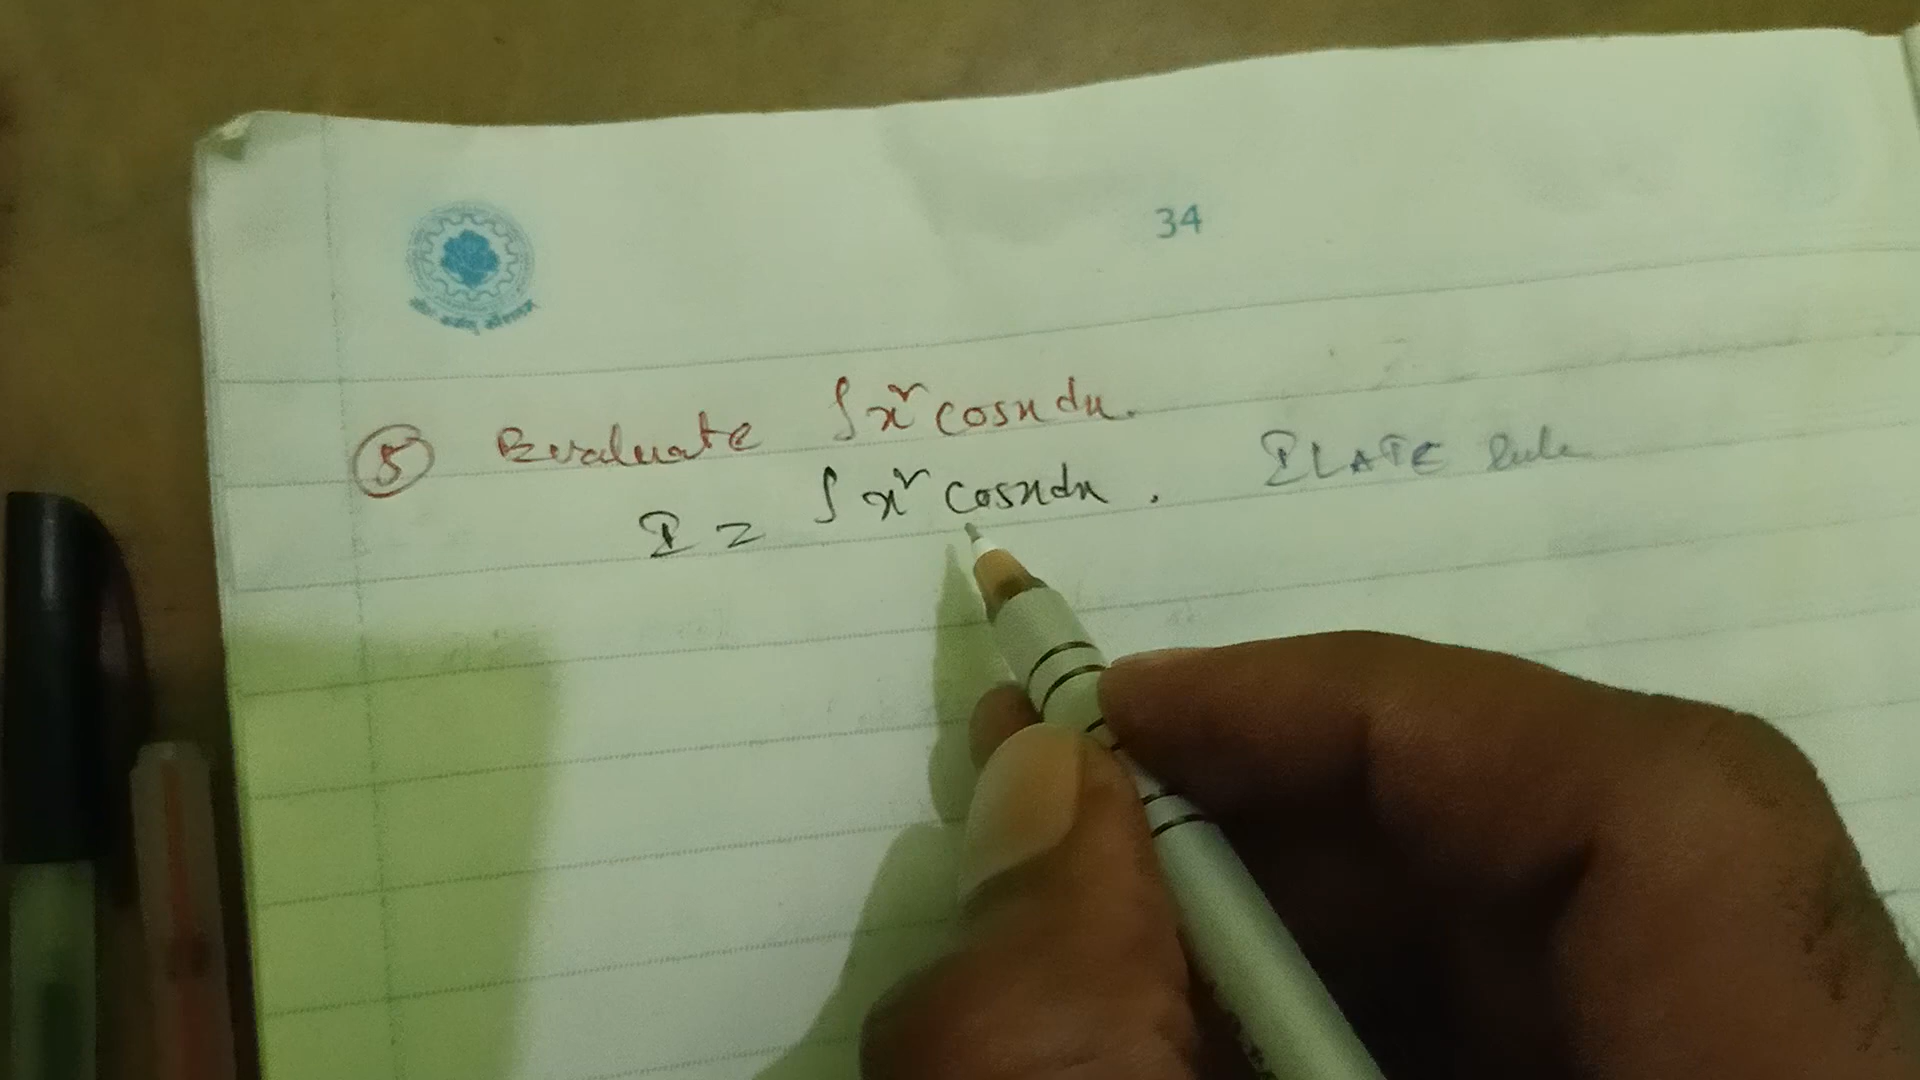 34
⑤ Evaluate ∫x² cosx dx.
I = ∫ x² cosx dx . ILATE Rule